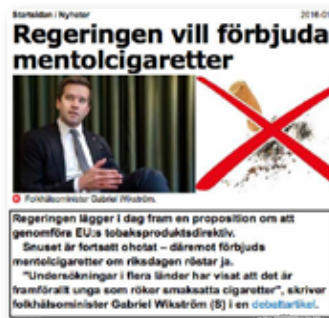 Startsidan / Nyheter
2016-01
Regeringen vill förbjuda
mentolcigaretter
Folkhälsominister Gabriel Wikström.
Regeringen lägger i dag fram en proposition om att
genomföra EU:s tobaksproduktsdirektiv.
Snuset är fortsatt ohotat – däremot förbjuds
mentolcigaretter om riksdagen röstar ja.
"Undersökningar i flera länder har visat att det är
framförallt unga som röker smaksatta cigaretter", skriver
folkhälsominister Gabriel Wikström (S) i en debattartikel.